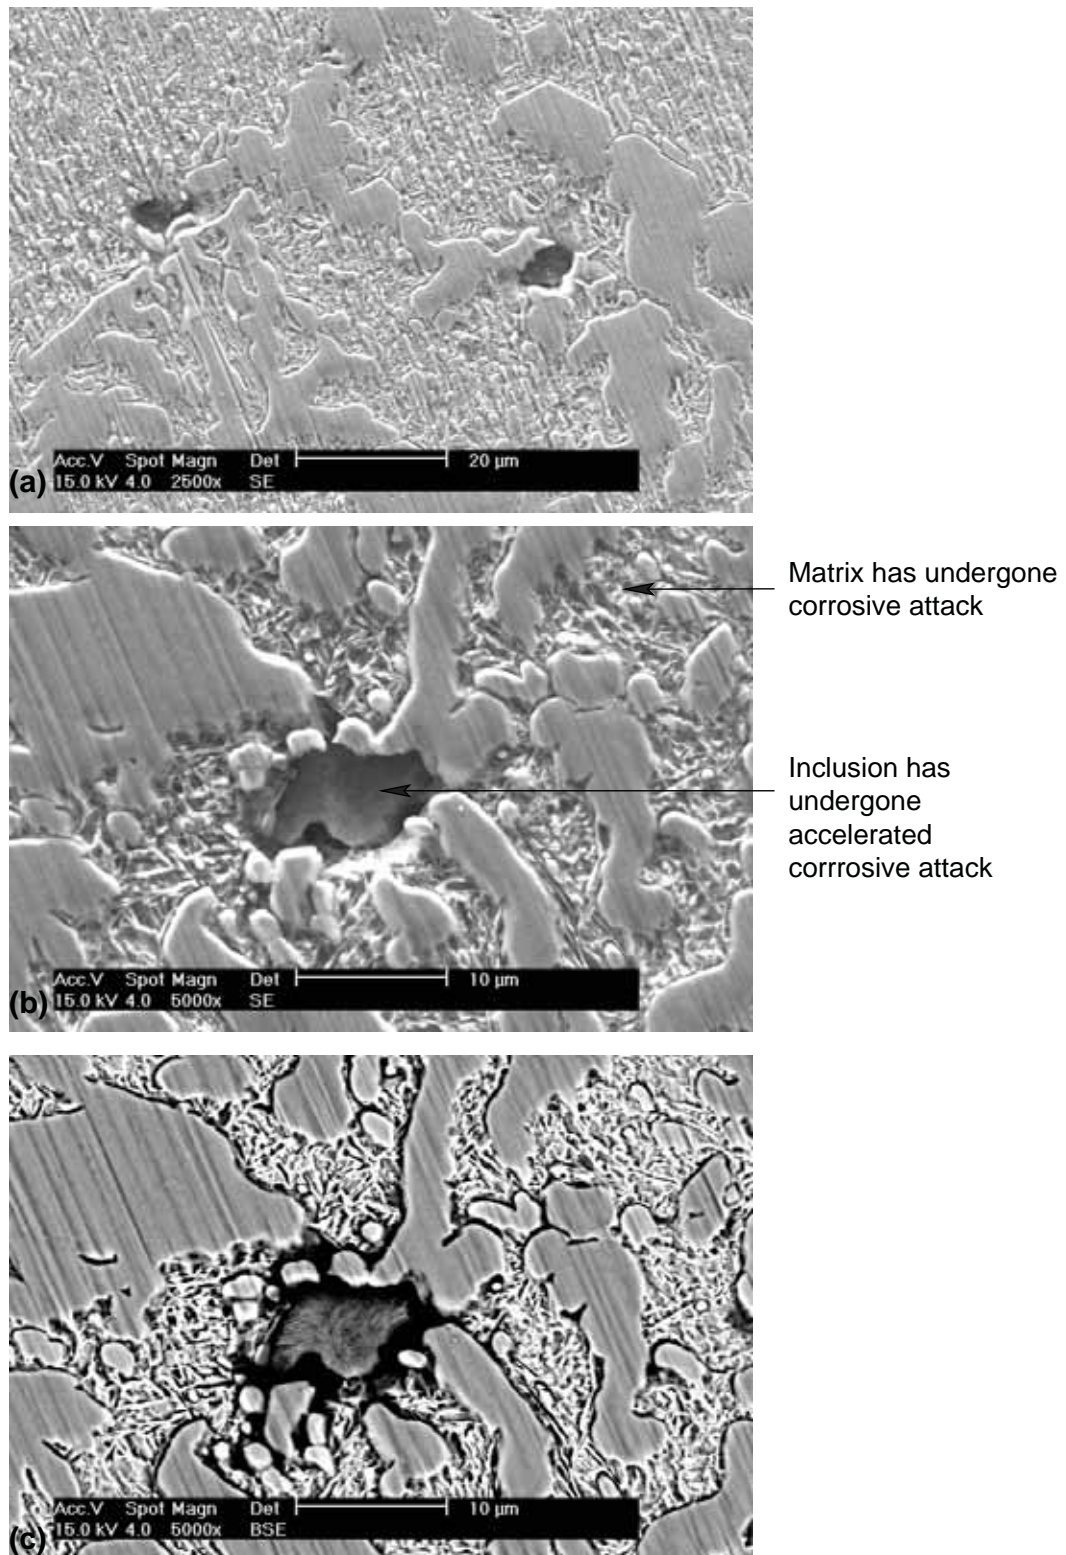 Acc.V Spot Magn Det 20 µm
(a) 15.0 kV 4.0 2500x SE
Matrix has undergone
corrosive attack
Inclusion has
undergone
accelerated
corrrosive attack
Acc.V Spot Magn Det 10 µm
(b) 15.0 kV 4.0 5000x SE
Acc.V Spot Magn Det 10 µm
(c) 15.0 kV 4.0 5000x BSE